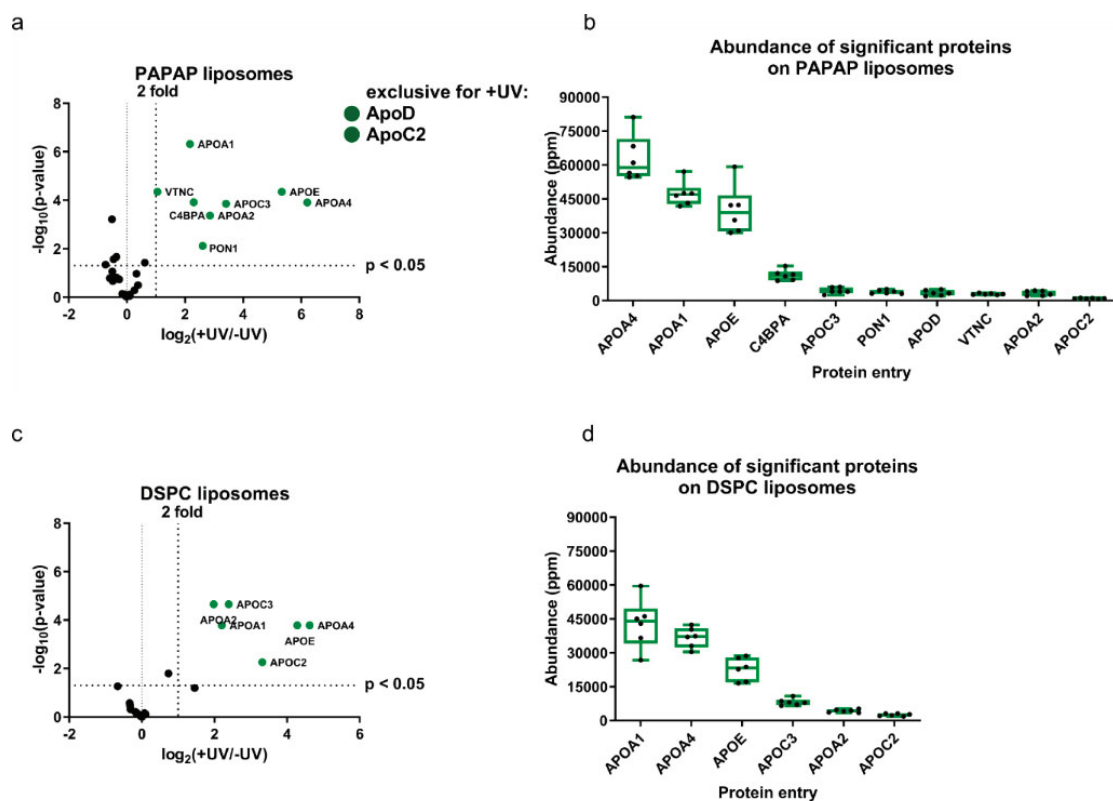 a
PAPAP liposomes
2 fold
exclusive for +UV:
ApoD
ApoC2
8
6
4
2
0
-log10(p-value)
APOA1
VTNC
APOE
APOC3
APOA4
C4BPA
APOA2
PON1
p < 0.05
-2
0
2
4
6
8
log2(+UV/-UV)
b
Abundance of significant proteins
on PAPAP liposomes
90000
75000
60000
45000
30000
15000
0
Abundance (ppm)
APOA4
APOA1
APOE
C4BPA
APOC3
PON1
APOD
VTNC
APOA2
APOC2
Protein entry
c
DSPC liposomes
2 fold
8
6
4
2
0
-log10(p-value)
APOC3
APOA2
APOA1
APOA4
APOE
APOC2
p < 0.05
-2
0
2
4
6
log2(+UV/-UV)
d
Abundance of significant proteins
on DSPC liposomes
90000
75000
60000
45000
30000
15000
0
Abundance (ppm)
APOA1
APOA4
APOE
APOC3
APOA2
APOC2
Protein entry